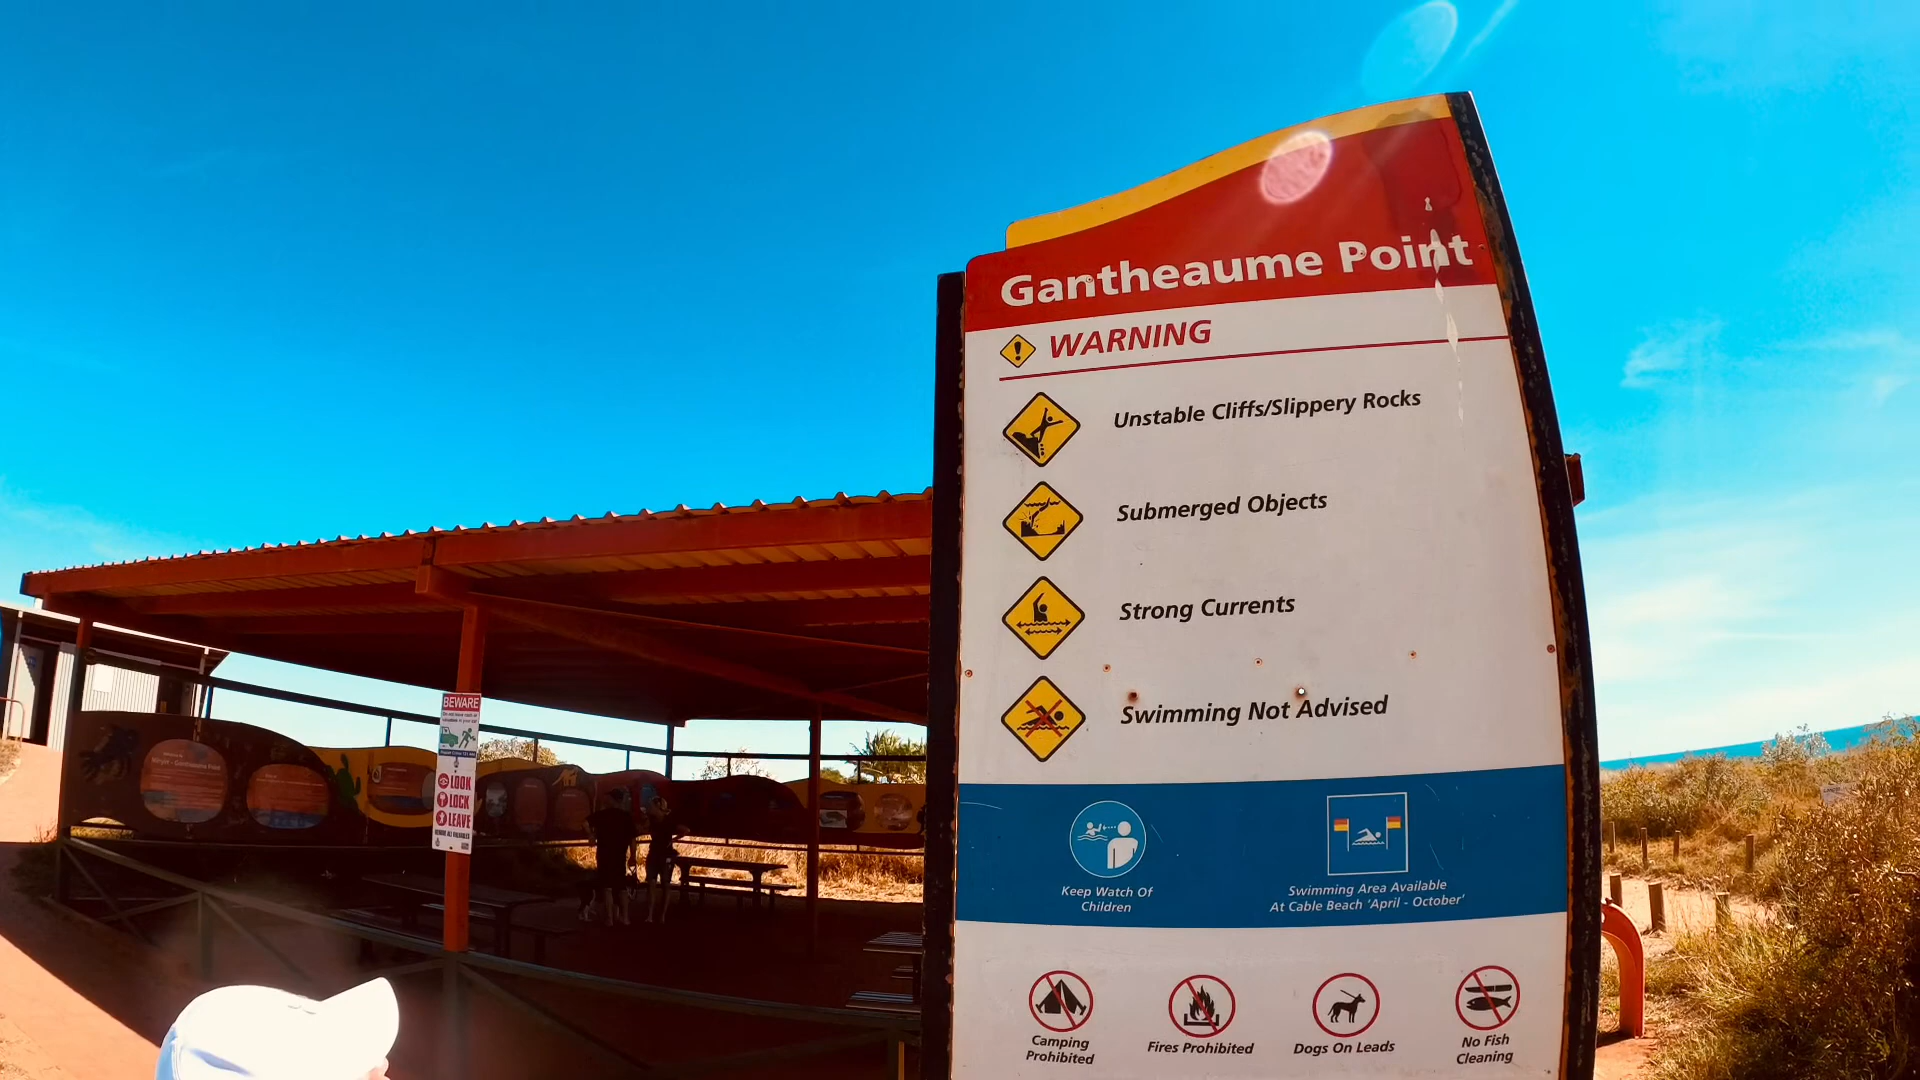 Gantheaume Point
WARNING
Unstable Cliffs/Slippery Rocks
Submerged Objects
Strong Currents
Swimming Not Advised
Keep Watch Of
Children
Swimming Area Available
At Cable Beach 'April - October'
Camping
Prohibited
Fires Prohibited
Dogs On Leads
No Fish
Cleaning
BEWARE
LOOK
LOCK
LEAVE